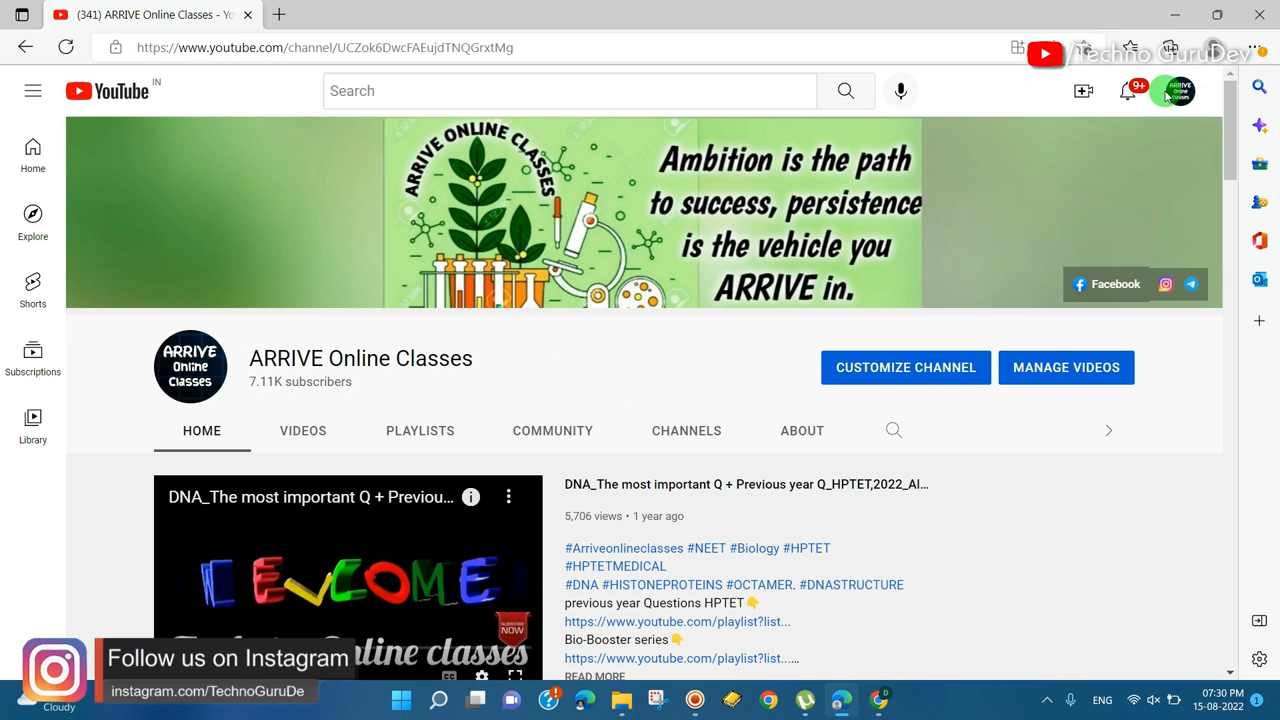 (341) ARRIVE Online Classes - Yo
https://www.youtube.com/channel/UCZok6DwcFAEujdTNQGrxtMg
/Techno GuruDev
YouTube IN
Search
9+
ARRIVE Online Classes
Home
Explore
Shorts
Subscriptions
Library
ARRIVE ONLINE CLASSES
Ambition is the path
to success, persistence
is the vehicle you
ARRIVE in.
Facebook
ARRIVE
Online
Classes
ARRIVE Online Classes
7.11K subscribers
CUSTOMIZE CHANNEL
MANAGE VIDEOS
HOME
VIDEOS
PLAYLISTS
COMMUNITY
CHANNELS
ABOUT
DNA_The most important Q + Previou...
WELCOME
SUBSCRIBE
NOW
online classes
DNA_The most important Q + Previous year Q_HPTET,2022_AI...
5,706 views • 1 year ago
#Arriveonlineclasses #NEET #Biology #HPTET
#HPTETMEDICAL
#DNA #HISTONEPROTEINS #OCTAMER. #DNASTRUCTURE
previous year Questions HPTET👇
https://www.youtube.com/playlist?list...
Bio-Booster series👇
https://www.youtube.com/playlist?list...…
READ MORE
Follow us on Instagram
instagram.com/TechnoGuruDe
Cloudy
ENG
07:30 PM
15-08-2022
1